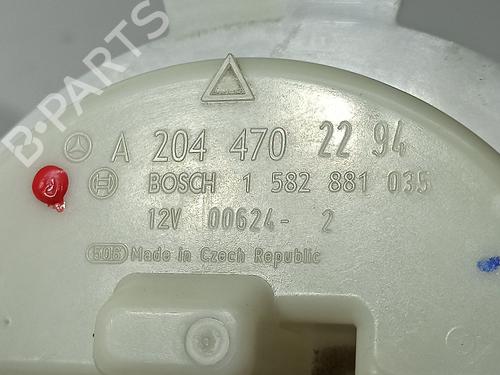 B-PARTS
A 204 470 22 94
BOSCH 1 582 881 035
12V 00624- 2
Made in Czech Republic